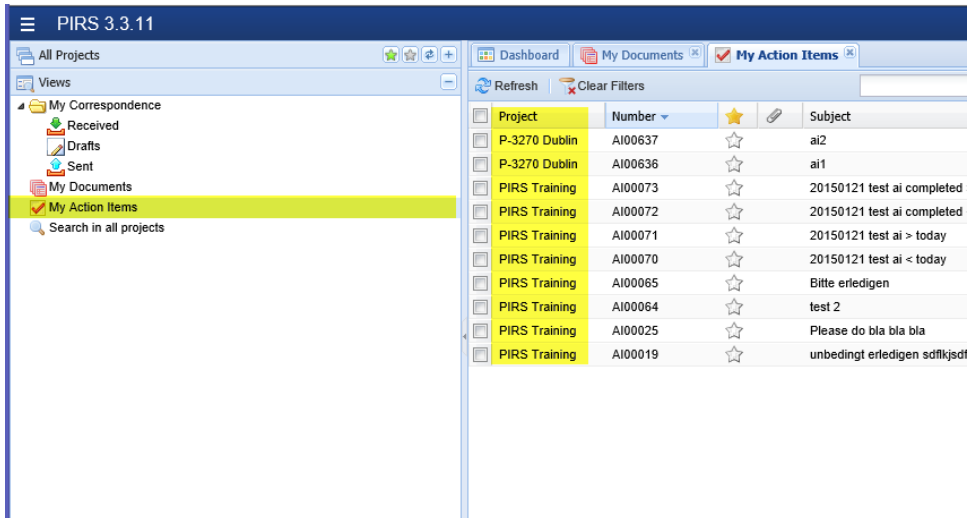 PIRS 3.3.11
All Projects
Views
My Correspondence
Received
Drafts
Sent
My Documents
My Action Items
Search in all projects
Dashboard My Documents My Action Items
Refresh Clear Filters
Project Number Subject
P-3270 Dublin AI00637 ai2
P-3270 Dublin AI00636 ai1
PIRS Training AI00073 20150121 test ai completed
PIRS Training AI00072 20150121 test ai completed
PIRS Training AI00071 20150121 test ai > today
PIRS Training AI00070 20150121 test ai < today
PIRS Training AI00065 Bitte erledigen
PIRS Training AI00064 test 2
PIRS Training AI00025 Please do bla bla bla
PIRS Training AI00019 unbedingt erledigen